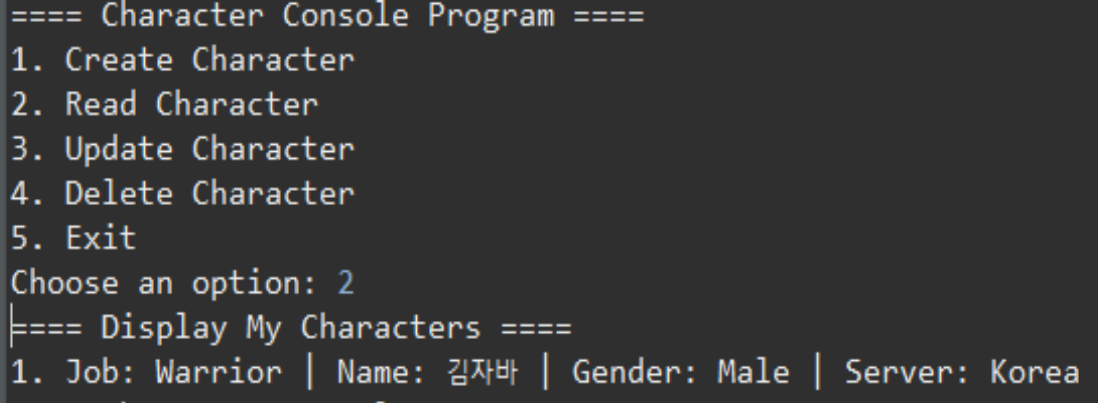 ==== Character Console Program ====
1. Create Character
2. Read Character
3. Update Character
4. Delete Character
5. Exit
Choose an option: 2
==== Display My Characters ====
1. Job: Warrior | Name: 김자바 | Gender: Male | Server: Korea